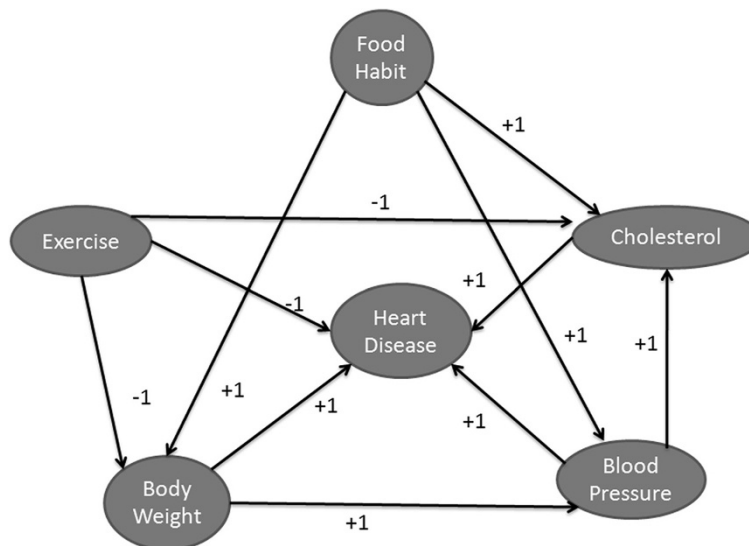 Food
Habit
+1
-1
Exercise
Cholesterol
+1
-1
Heart
Disease
+1
+1
-1
+1
+1
+1
Blood
Pressure
Body
Weight
+1